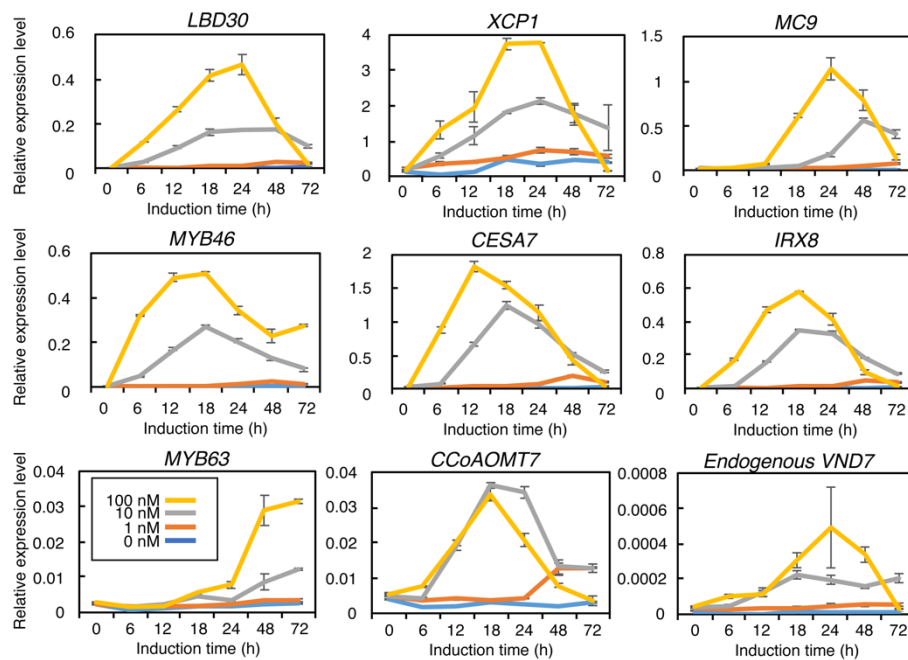 LBD30 XCP1 MC9
Relative expression level
0.6
0.4
0.2
0
4
3
2
1
0
1.5
1
0.5
0
0 6 12 18 24 48 72
0 6 12 18 24 48 72
0 6 12 18 24 48 72
Induction time (h) Induction time (h) Induction time (h)
MYB46 CESA7 IRX8
Relative expression level
0.6
0.4
0.2
0
2
1.5
1
0.5
0
0.8
0.6
0.4
0.2
0
0 6 12 18 24 48 72
0 6 12 18 24 48 72
0 6 12 18 24 48 72
Induction time (h) Induction time (h) Induction time (h)
MYB63 CCoAOMT7 Endogenous VND7
Relative expression level
0.04
0.03
0.02
0.01
0
100 nM
10 nM
1 nM
0 nM
0.04
0.03
0.02
0.01
0
0.0008
0.0006
0.0004
0.0002
0
0 6 12 18 24 48 72
0 6 12 18 24 48 72
0 6 12 18 24 48 72
Induction time (h) Induction time (h) Induction time (h)